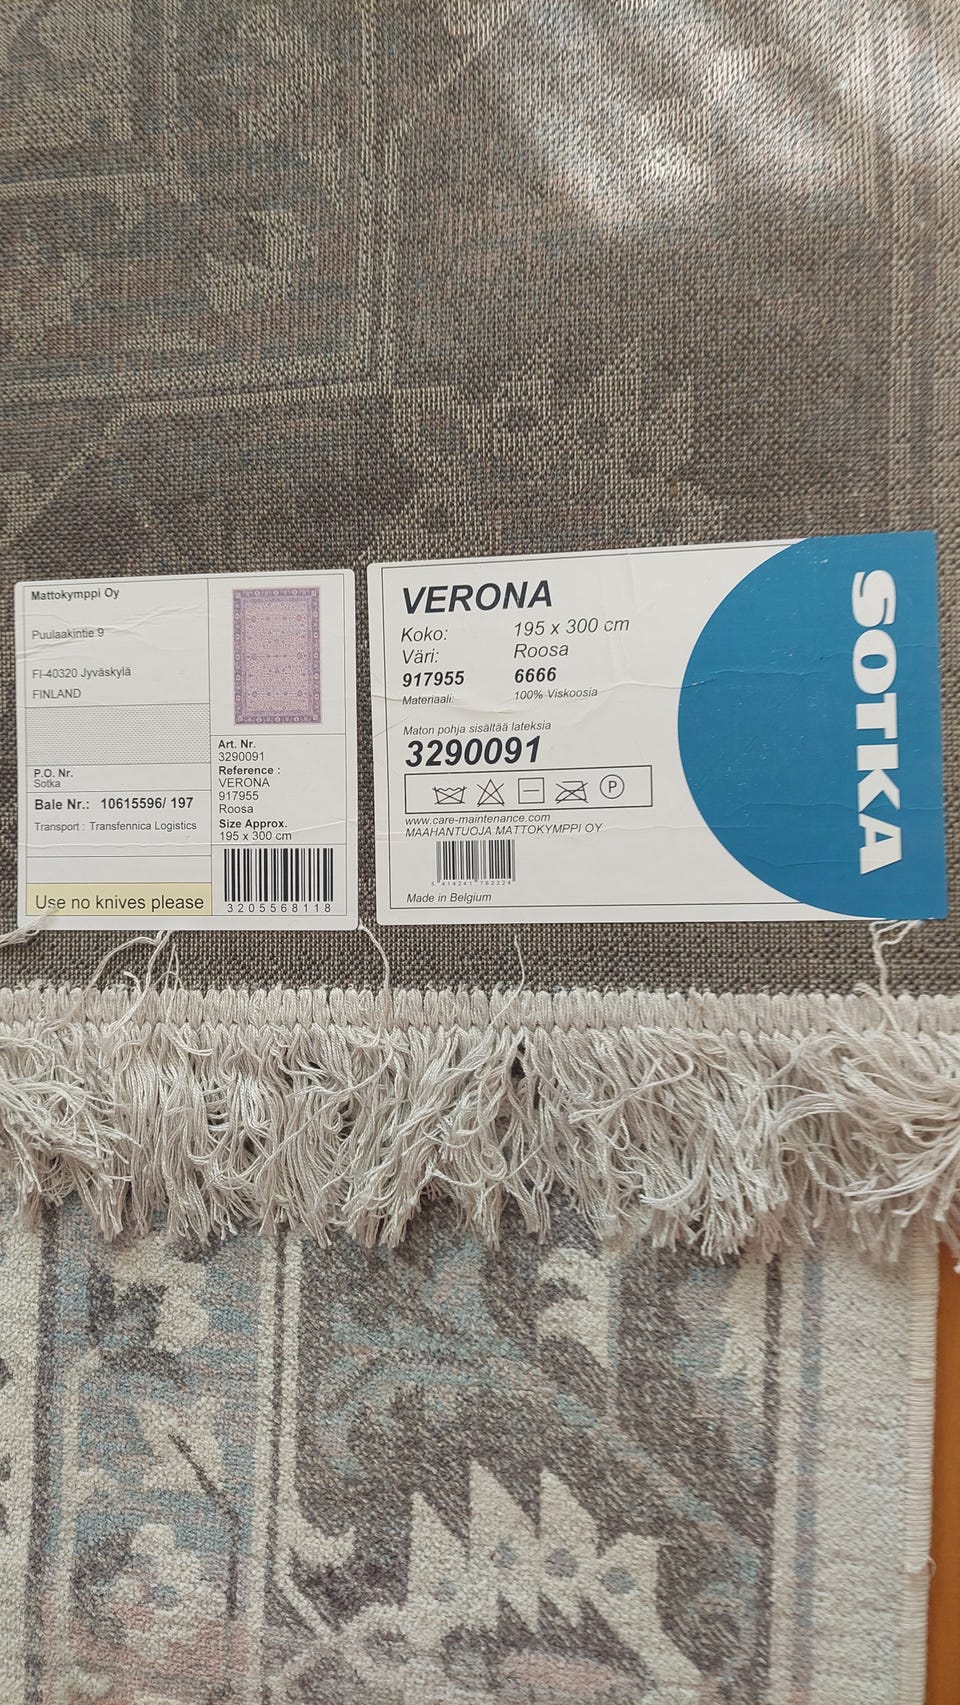 Mattokymppi Oy
Puulaakintie 9
FI-40320 Jyväskylä
FINLAND
P.O. Nr.
Sotka
Bale Nr.: 10615596/ 197
Transport : Transfennica Logistics
Use no knives please
Art. Nr.
3290091
Reference :
VERONA
917955
Roosa
Size Approx.
195 x 300 cm
3205568118
VERONA
Koko: 195 x 300 cm
Väri: Roosa
917955 6666
Materiaali: 100% Viskoosia
Maton pohja sisältää lateksia
3290091
P
www.care-maintenance.com
MAAHANTUOJA MATTOKYMPPI OY
5 414241 762224
Made in Belgium
SOTKA